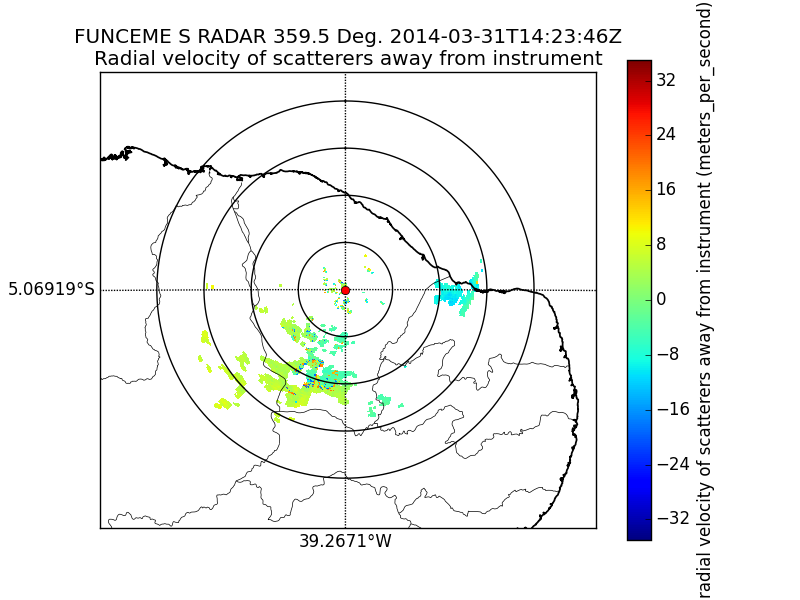 FUNCEME S RADAR 359.5 Deg. 2014-03-31T14:23:46Z
Radial velocity of scatterers away from instrument
5.06919°S
39.2671°W
32
24
16
8
0
−8
−16
−24
−32
radial velocity of scatterers away from instrument (meters_per_second)